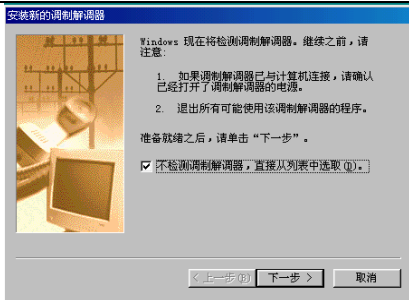 安装新的调制解调器
Windows 现在将检测调制解调器。继续之前，请
注意:
1. 如果调制解调器已与计算机连接，请确认
已经打开了调制解调器的电源。
2. 退出所有可能使用该调制解调器的程序。
准备就绪之后，请单击“下一步”。
不检测调制解调器，直接从列表中选取(D)。
< 上一步(B) 下一步 > 取消